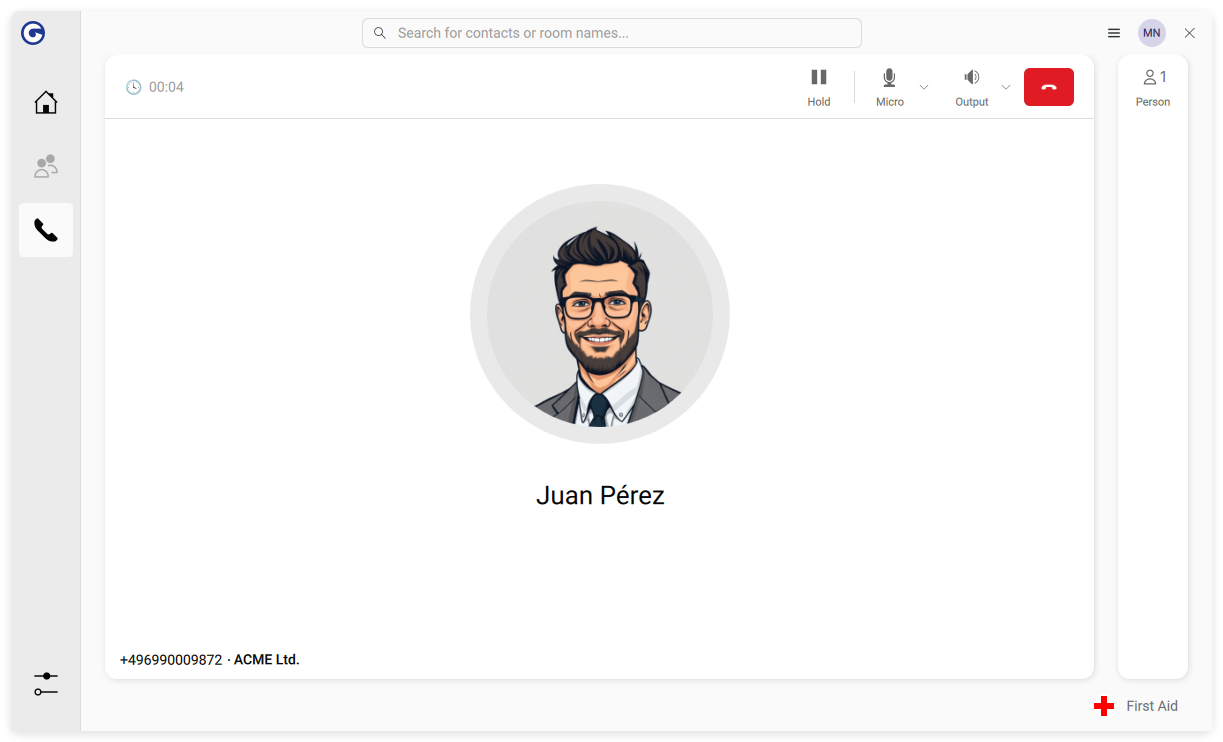 Search for contacts or room names...
MN
00:04
Hold
Micro
Output
1
Person
Juan Pérez
+496990009872 · ACME Ltd.
First Aid